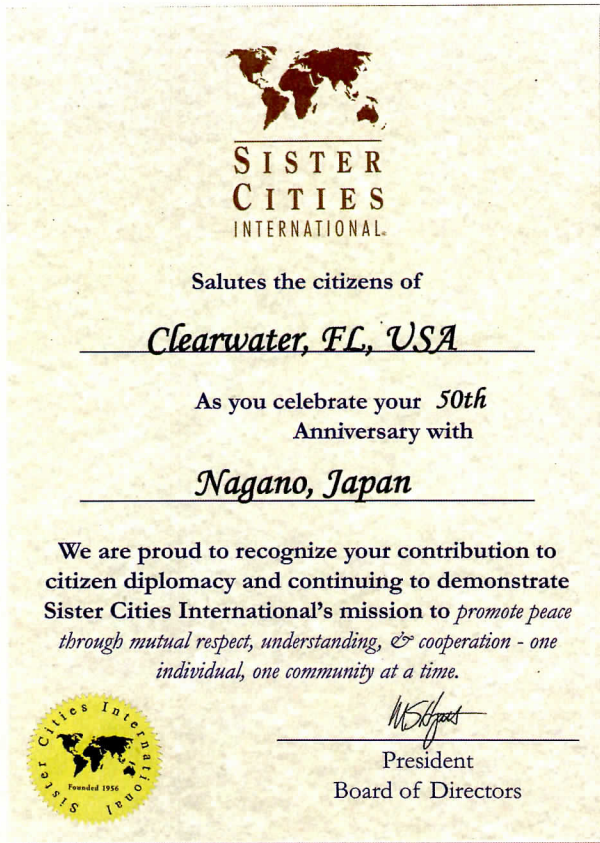 SISTER
CITIES
INTERNATIONAL®
Salutes the citizens of
Clearwater, FL, USA
As you celebrate your 50th
Anniversary with
Nagano, Japan
We are proud to recognize your contribution to
citizen diplomacy and continuing to demonstrate
Sister Cities International's mission to promote peace
through mutual respect, understanding, & cooperation - one
individual, one community at a time.
President
Board of Directors
Sister Cities International
Founded 1956